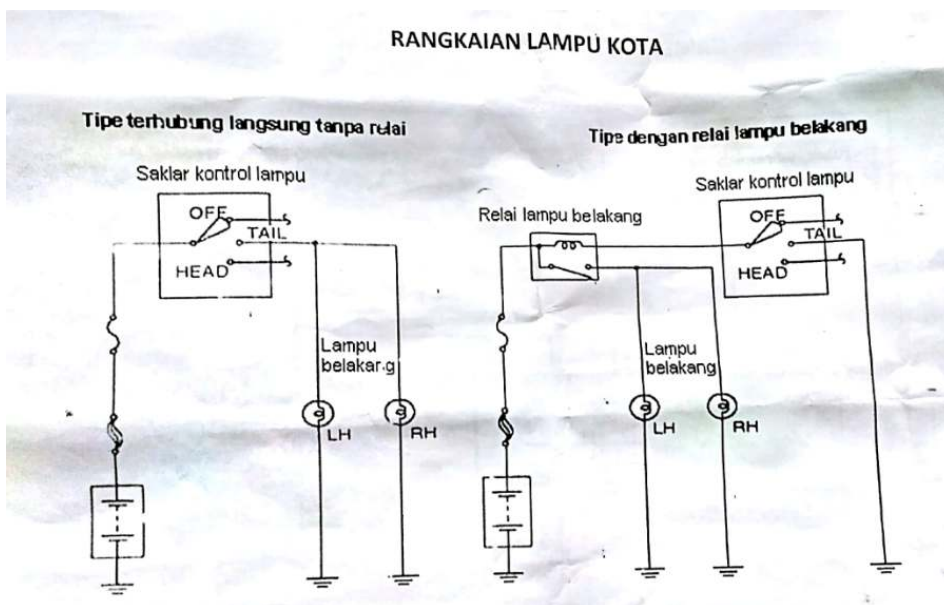 RANGKAIAN LAMPU KOTA
Tipe terhubung langsung tanpa relai
Saklar kontrol lampu
OFF
TAIL
HEAD
Lampu
belakang
LH
RH
Tipe dengan relai lampu belakang
Saklar kontrol lampu
Relai lampu belakang
OFF
TAIL
HEAD
Lampu
belakang
LH
RH